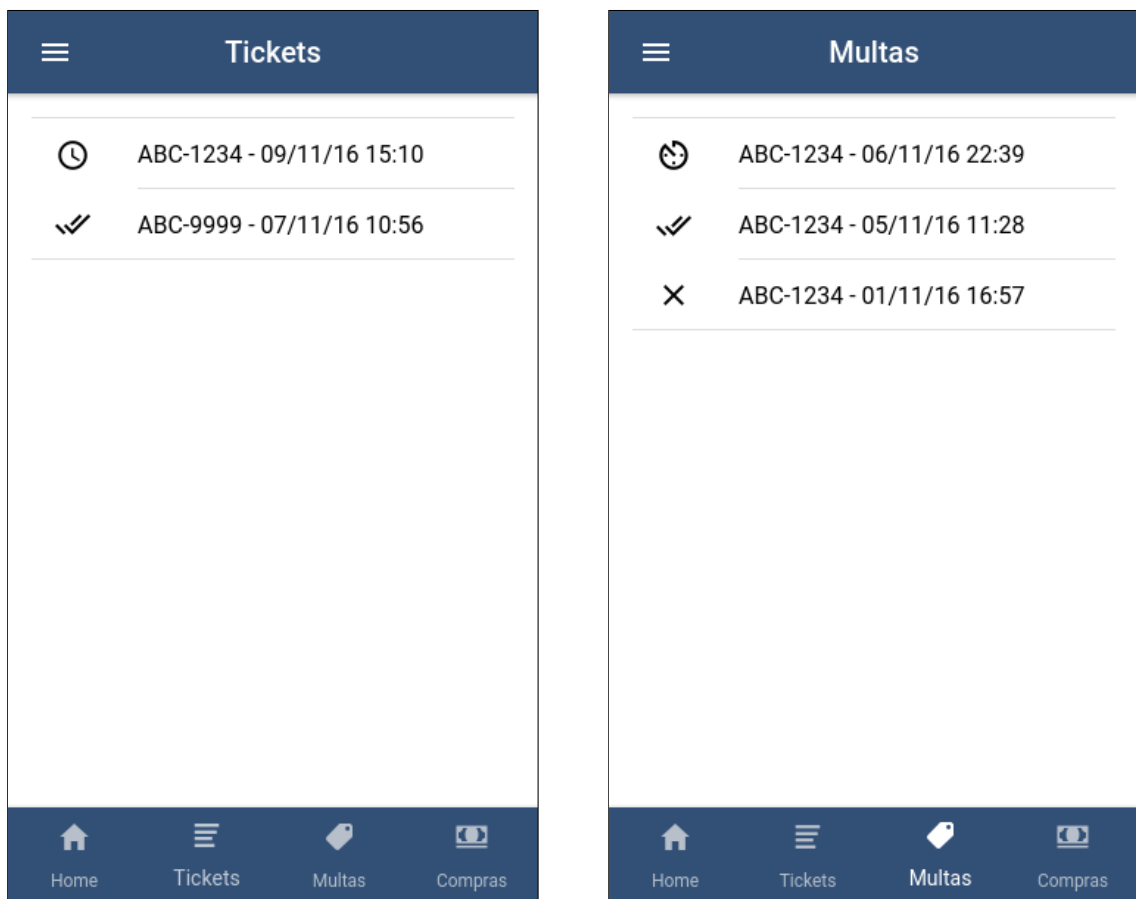 Tickets
ABC-1234 - 09/11/16 15:10
ABC-9999 - 07/11/16 10:56
Home Tickets Multas Compras
Multas
ABC-1234 - 06/11/16 22:39
ABC-1234 - 05/11/16 11:28
ABC-1234 - 01/11/16 16:57
Home Tickets Multas Compras